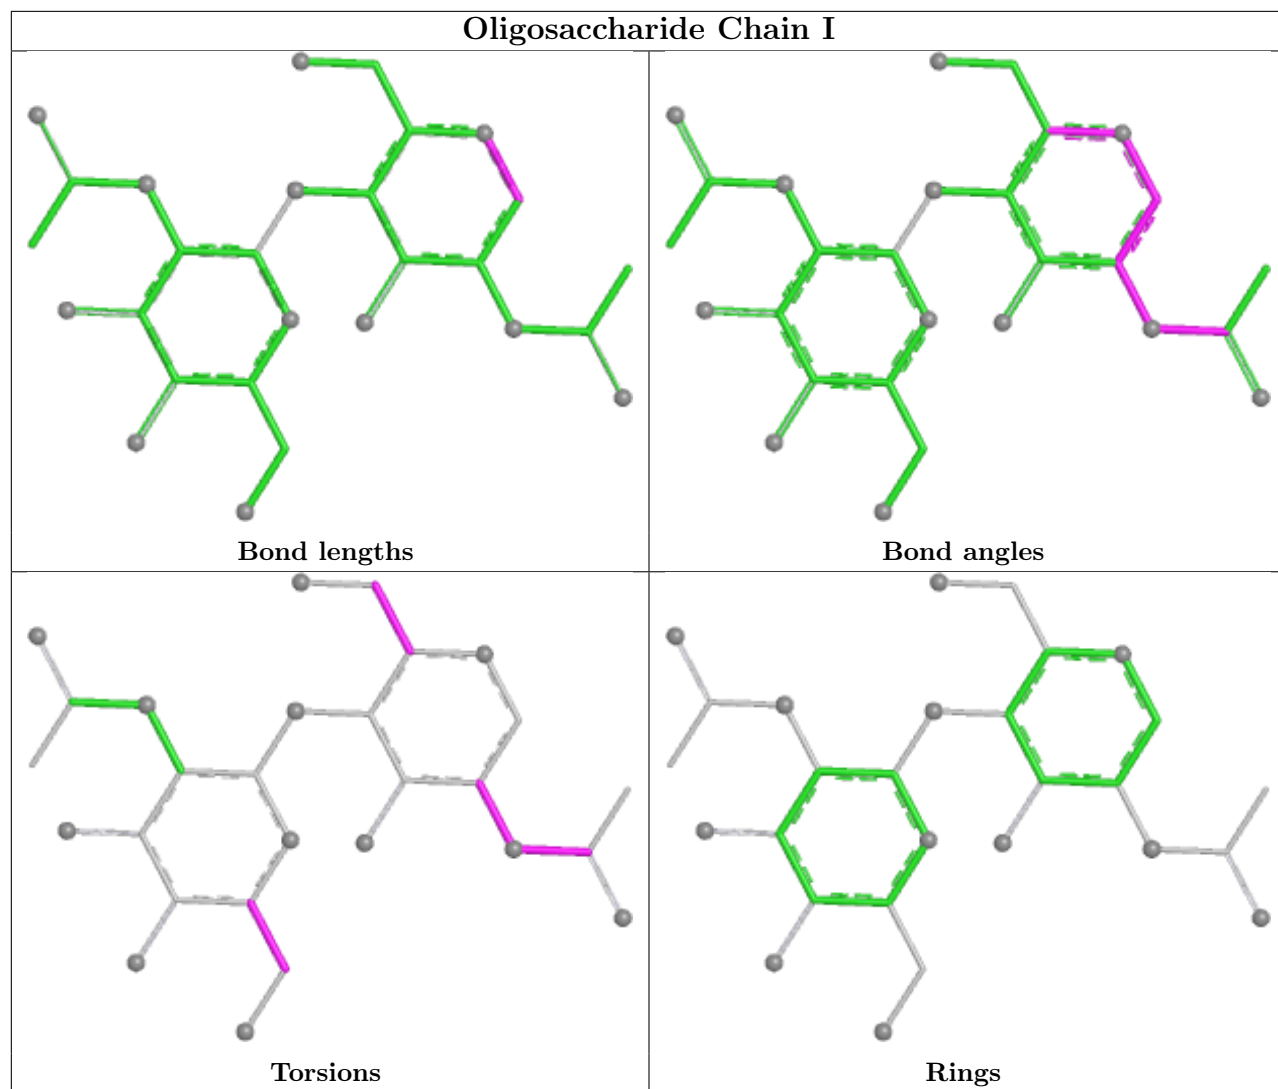 Oligosaccharide Chain I
Bond lengths
Bond angles
Torsions
Rings